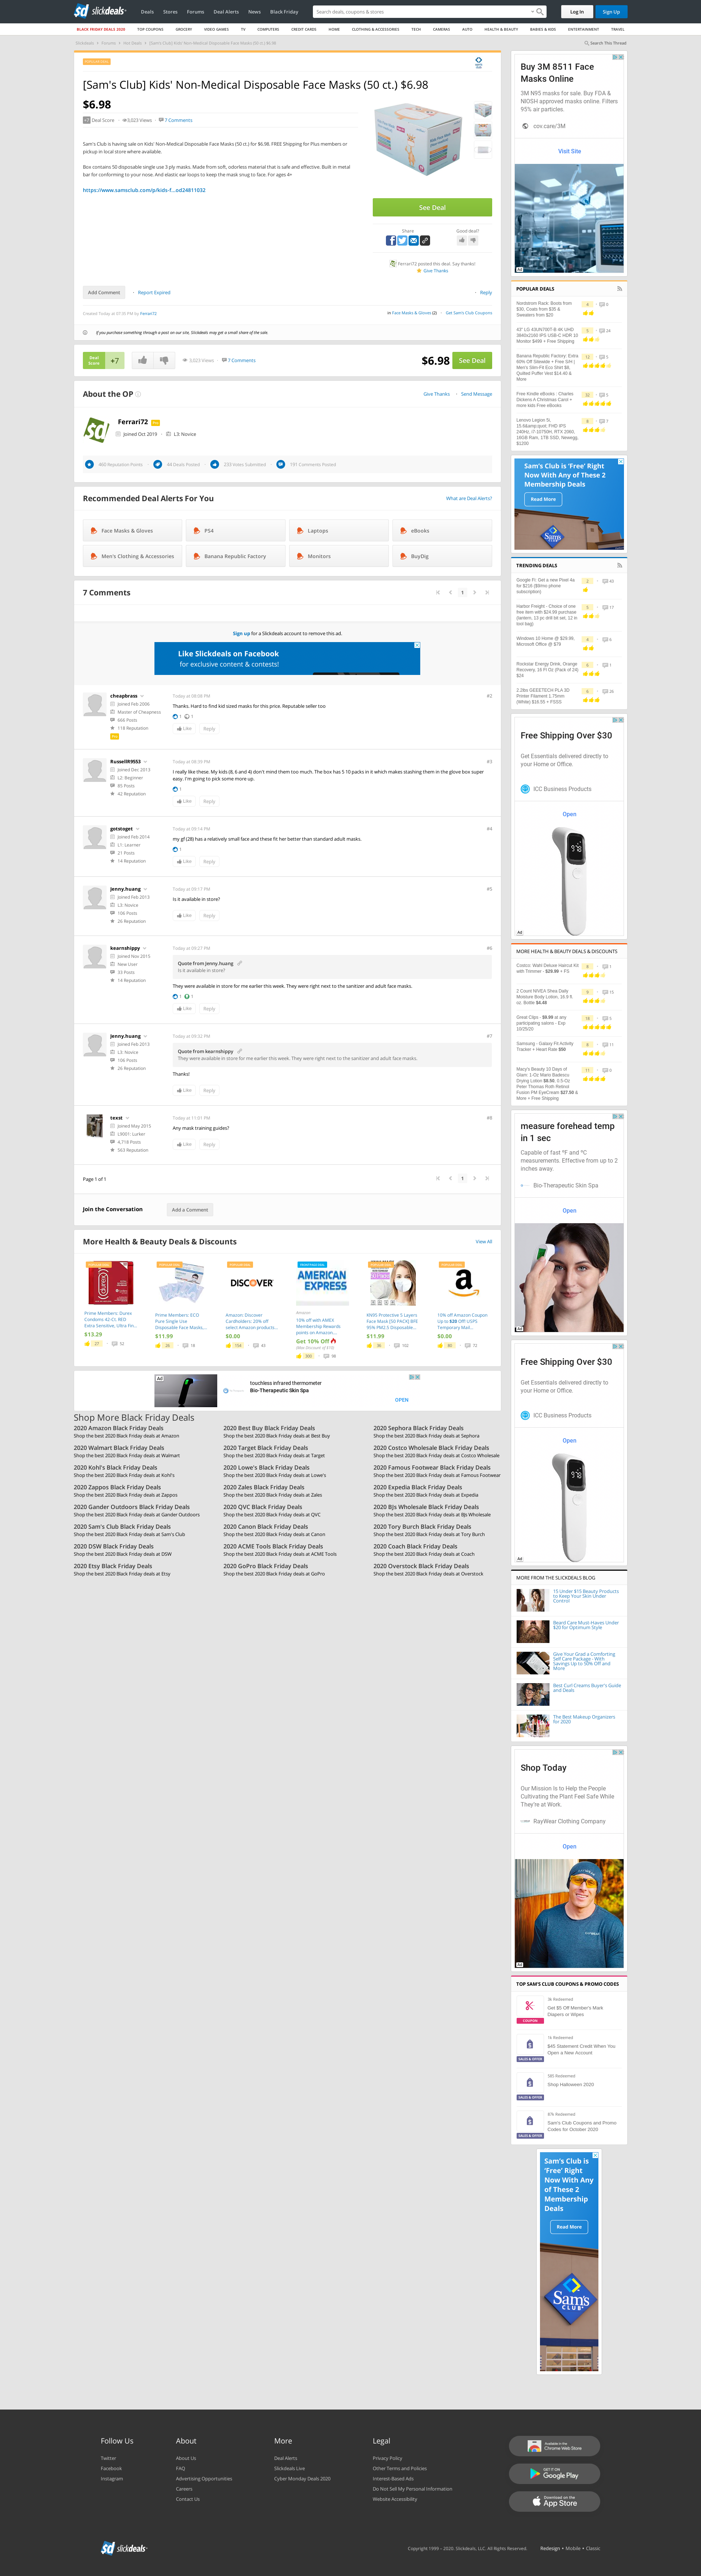 slickdeals
Deals Stores Forums Deal Alerts News Black Friday
Search deals, coupons & stores
Log In Sign Up
BLACK FRIDAY DEALS 2020 TOP COUPONS GROCERY VIDEO GAMES TV COMPUTERS CREDIT CARDS HOME CLOTHING & ACCESSORIES TECH CAMERAS AUTO HEALTH & BEAUTY BABIES & KIDS ENTERTAINMENT TRAVEL
Slickdeals Forums Hot Deals [Sam's Club] Kids' Non-Medical Disposable Face Masks (50 ct.) $6.98
Search This Thread
[Sam's Club] Kids' Non-Medical Disposable Face Masks (50 ct.) $6.98
$6.98
+7 Deal Score 3,023 Views 7 Comments
Sam's Club is having sale on Kids' Non-Medical Disposable Face Masks (50 ct.) for $6.98. FREE Shipping for Plus members or
pickup in local store where available.
Box contains 50 disposable single use 3 ply masks. Made from soft, odorless material that is safe and effective. Built in metal
bar for conforming to your nose. And elastic ear loops to keep the mask snug to face. For ages 4+
https://www.samsclub.com/p/kids-f...od24811032
See Deal
Share Good deal?
Ferrari72 posted this deal. Say thanks!
Give Thanks
Add Comment Report Expired Reply
Created Today at 07:35 PM by Ferrari72
in Face Masks & Gloves (2) Get Sam's Club Coupons
If you purchase something through a post on our site, Slickdeals may get a small share of the sale.
Deal Score +7 3,023 Views 7 Comments $6.98 See Deal
About the OP
Give Thanks Send Message
Ferrari72 Pro
Joined Oct 2019 L3: Novice
460 Reputation Points 44 Deals Posted 233 Votes Submitted 191 Comments Posted
Recommended Deal Alerts For You
What are Deal Alerts?
Face Masks & Gloves PS4 Laptops eBooks
Men's Clothing & Accessories Banana Republic Factory Monitors BuyDig
7 Comments
1
Sign up for a Slickdeals account to remove this ad.
Like Slickdeals on Facebook
for exclusive content & contests!
cheapbrass
Joined Feb 2006
Master of Cheapness
666 Posts
118 Reputation
Pro
Today at 08:08 PM
#2
Thanks. Hard to find kid sized masks for this price. Reputable seller too
1 1
Like Reply
RussellR9553
Joined Dec 2013
L2: Beginner
85 Posts
42 Reputation
Today at 08:39 PM
#3
I really like these. My kids (8, 6 and 4) don't mind them too much. The box has 5 10 packs in it which makes stashing them in the glove box super
easy. I'm going to pick some more up.
1
Like Reply
gotstoget
Joined Feb 2014
L1: Learner
21 Posts
14 Reputation
Today at 09:14 PM
#4
my gf (28) has a relatively small face and these fit her better than standard adult masks.
1
Like Reply
Jenny.huang
Joined Feb 2013
L3: Novice
106 Posts
26 Reputation
Today at 09:17 PM
#5
Is it available in store?
Like Reply
kearnshippy
Joined Nov 2013
New User
33 Posts
14 Reputation
Today at 09:27 PM
#6
Quote from Jenny.huang
Is it available in store?
They were available in store for me earlier this week. They were right next to the sanitizer and adult face masks.
1 1
Like Reply
Jenny.huang
Joined Feb 2013
L3: Novice
106 Posts
26 Reputation
Today at 09:32 PM
#7
Quote from kearnshippy
They were available in store for me earlier this week. They were right next to the sanitizer and adult face masks.
Thanks!
Like Reply
texst
Joined May 2015
L9001: Lurker
4,718 Posts
563 Reputation
Today at 11:01 PM
#8
Any mask training guides?
Like Reply
Page 1 of 1
1
Join the Conversation
Add a Comment
More Health & Beauty Deals & Discounts
View All
Prime Members: Durex
Condoms 42-Ct. RED
Extra Sensitive, Ultra Fin...
$13.29
27 12
Prime Members: ECO
Pure Single Use
Disposable Face Masks,...
$11.99
36 18
DISCOVER
Amazon: Discover
Cardholders: 20% off
select Amazon products...
$0.00
154 83
AMERICAN EXPRESS
Amazon
10% off with AMEX
Membership Rewards
points on Amazon...
Get 10% Off
KN95 Protective 5 Layers
Face Mask [50 PACK] BFE
95% PM2.5 Disposable...
$11.99
102
amazon
10% off Amazon Coupon
Up to $20 Off USPS
Temporary Mail...
$0.00
89 72
Ad
touchless infrared thermometer
Bio-Therapeutic Skin Spa
OPEN
Shop More Black Friday Deals
2020 Amazon Black Friday Deals
Shop the best 2020 Black Friday deals at Amazon
2020 Best Buy Black Friday Deals
Shop the best 2020 Black Friday deals at Best Buy
2020 Sephora Black Friday Deals
Shop the best 2020 Black Friday deals at Sephora
2020 Walmart Black Friday Deals
Shop the best 2020 Black Friday deals at Walmart
2020 Target Black Friday Deals
Shop the best 2020 Black Friday deals at Target
2020 Costco Wholesale Black Friday Deals
Shop the best 2020 Black Friday deals at Costco Wholesale
2020 Kohl's Black Friday Deals
Shop the best 2020 Black Friday deals at Kohl's
2020 Lowe's Black Friday Deals
Shop the best 2020 Black Friday deals at Lowe's
2020 Famous Footwear Black Friday Deals
Shop the best 2020 Black Friday deals at Famous Footwear
2020 Zappos Black Friday Deals
Shop the best 2020 Black Friday deals at Zappos
2020 Zales Black Friday Deals
Shop the best 2020 Black Friday deals at Zales
2020 Expedia Black Friday Deals
Shop the best 2020 Black Friday deals at Expedia
2020 Gander Outdoors Black Friday Deals
Shop the best 2020 Black Friday deals at Gander Outdoors
2020 QVC Black Friday Deals
Shop the best 2020 Black Friday deals at QVC
2020 BJs Wholesale Black Friday Deals
Shop the best 2020 Black Friday deals at BJs Wholesale
2020 Sam's Club Black Friday Deals
Shop the best 2020 Black Friday deals at Sam's Club
2020 Canon Black Friday Deals
Shop the best 2020 Black Friday deals at Canon
2020 Tory Burch Black Friday Deals
Shop the best 2020 Black Friday deals at Tory Burch
2020 DSW Black Friday Deals
Shop the best 2020 Black Friday deals at DSW
2020 ACME Tools Black Friday Deals
Shop the best 2020 Black Friday deals at ACME Tools
2020 Coach Black Friday Deals
Shop the best 2020 Black Friday deals at Coach
2020 Etsy Black Friday Deals
Shop the best 2020 Black Friday deals at Etsy
2020 GoPro Black Friday Deals
Shop the best 2020 Black Friday deals at GoPro
2020 Overstock Black Friday Deals
Shop the best 2020 Black Friday deals at Overstock
Buy 3M 8511 Face
Masks Online
3M N95 masks for sale. Buy FDA &
NIOSH approved masks online. Filters
95% air particles.
cov.care/3M
Visit Site
Ad
POPULAR DEALS
Nordstrom Rack: Boots from
$30, Coats from $35 &
Sweaters from $20
43" LG 43UN700T-B 4K UHD
3840x2160 IPS USB-C HDR 10
Monitor $499 + Free Shipping
Banana Republic Factory: Extra
60% Off Sitewide + Free S/H |
Men's Slim-Fit Eco Shirt $8,
Quilted Puffer Vest $14.40 &
More
Free Kindle eBooks : Charles
Dickens A Christmas Carol +
more kids Free eBooks
Lenovo Legion 5i,
15.6&amp;quot; FHD IPS
240Hz, i7-10750H, RTX 2060,
16GB Ram, 1TB SSD, Newegg,
$1200
Sam's Club is 'Free' Right
Now With Any of These 2
Membership Deals
Read More
Sam's CLUB
TRENDING DEALS
Google Fi: Get a new Pixel 4a
for $216 ($9/mo phone
subscription)
Harbor Freight - Choice of one
free item with $24.99 purchase
(lantern, 13 pc drill bit set, 12 in
tool bag)
Windows 10 Home @ $29.99,
Microsoft Office @ $79
Rockstar Energy Drink, Orange
Recovery, 16 Fl Oz (Pack of 24)
$24
2.2lbs GEEETECH PLA 3D
Printer Filament 1.75mm
(White) $16.55 + FSSS
Free Shipping Over $30
Get Essentials delivered directly to
your Home or Office.
ICC Business Products
Open
Ad
MORE HEALTH & BEAUTY DEALS & DISCOUNTS
Costco: Wahl Deluxe Haircut Kit
with Trimmer - $29.99 + FS
2 Count NIVEA Shea Daily
Moisture Body Lotion, 16.9 fl
oz. Bottle $4.48
Great Clips - $9.99 at any
participating salons - Exp
10/25/20
Samsung - Galaxy Fit Activity
Tracker + Heart Rate $50
Macy's Beauty 10 Days of
Glam: 1-Oz Mario Badescu
Drying Lotion $8.50, 0.5-Oz
Peter Thomas Roth Retinol
Fusion PM EyeCream $27.50 &
More + Free Shipping
measure forehead temp
in 1 sec
Capable of fast °F and °C
measurements. Effective from up to 2
inches away.
Bio-Therapeutic Skin Spa
Open
Ad
Free Shipping Over $30
Get Essentials delivered directly to
your Home or Office.
ICC Business Products
Open
Ad
MORE FROM THE SLICKDEALS BLOG
15 Under $15 Beauty Products
to Keep Your Skin Under
Control
Beard Care Must-Haves Under
$20 for Optimum Style
Give Your Grad a Comforting
Self Care Package - With
Savings Up to 50% Off and
More
Best Curl Creams Buyer's Guide
and Deals
The Best Makeup Organizers
for 2020
Shop Today
Our Mission Is to Help the People
Cultivating the Plant Feel Safe While
They're at Work.
RayWear Clothing Company
Open
Ad
TOP SAM'S CLUB COUPONS & PROMO CODES
COUPON
3k Redeemed
Get $5 Off Member's Mark
Diapers or Wipes
SALES & OFFER
1k Redeemed
$45 Statement Credit When You
Open a New Account
SALES & OFFER
385 Redeemed
Shop Halloween 2020
SALES & OFFER
87k Redeemed
Sam's Club Coupons and Promo
Codes for October 2020
Sam's Club is
'Free' Right
Now With Any
of These 2
Membership
Deals
Read More
Sam's CLUB
Follow Us About More Legal
Twitter About Us Deal Alerts Privacy Policy
Facebook FAQ Slickdeals Live Other Terms and Policies
Instagram Advertising Opportunities Cyber Monday Deals 2020 Interest-Based Ads
Careers Do Not Sell My Personal Information
Contact Us Website Accessibility
Available in the
Chrome Web Store
GET IT ON
Google Play
Download on the
App Store
slickdeals
Copyright 1999 - 2020. Slickdeals, LLC. All Rights Reserved. Redesign • Mobile • Classic